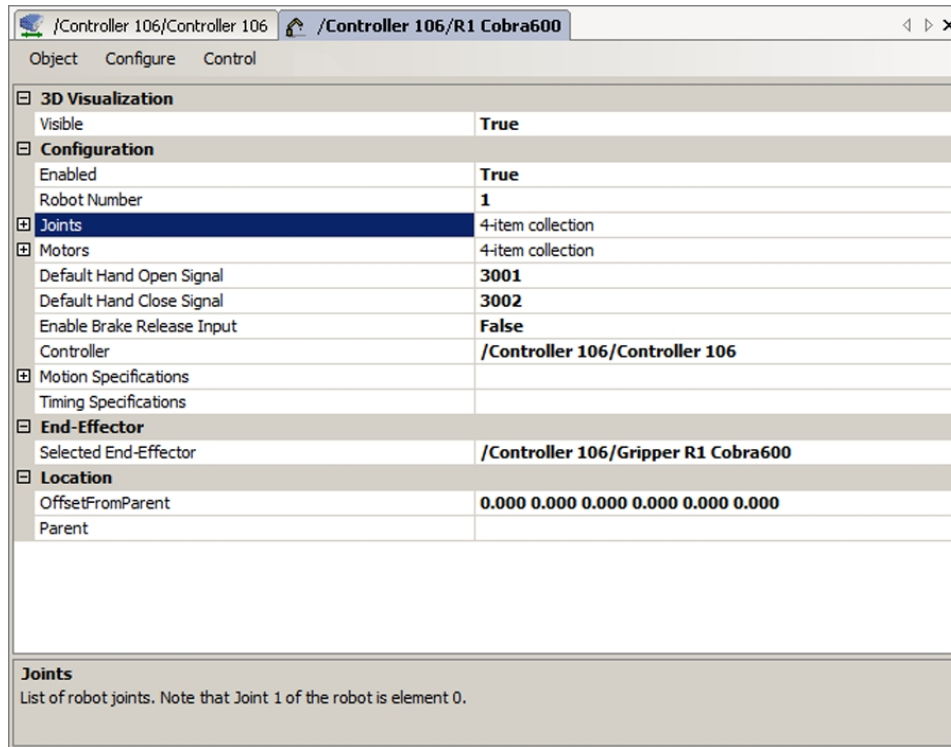 /Controller 106/Controller 106 /Controller 106/R1 Cobra600
Object Configure Control
3D Visualization
Visible True
Configuration
Enabled True
Robot Number 1
Joints 4-item collection
Motors 4-item collection
Default Hand Open Signal 3001
Default Hand Close Signal 3002
Enable Brake Release Input False
Controller /Controller 106/Controller 106
Motion Specifications
Timing Specifications
End-Effector
Selected End-Effector /Controller 106/Gripper R1 Cobra600
Location
OffsetFromParent 0.000 0.000 0.000 0.000 0.000 0.000
Parent
Joints
List of robot joints. Note that Joint 1 of the robot is element 0.